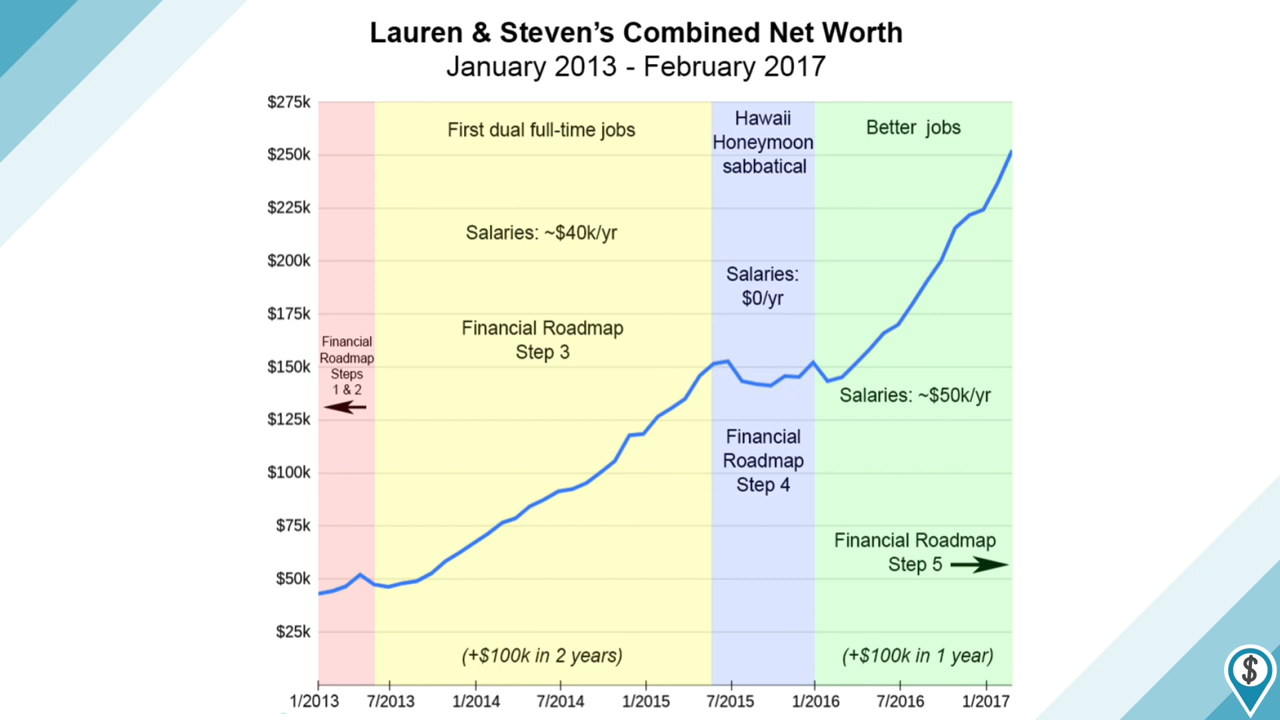 Lauren & Steven’s Combined Net Worth
January 2013 - February 2017
$275k
$250k
$225k
$200k
$175k
$150k
$125k
$100k
$75k
$50k
$25k
Financial
Roadmap
Steps
1 & 2
First dual full-time jobs
Salaries: ~$40k/yr
Financial Roadmap
Step 3
(+$100k in 2 years)
Hawaii
Honeymoon
sabbatical
Salaries:
$0/yr
Financial
Roadmap
Step 4
Better jobs
Salaries: ~$50k/yr
Financial Roadmap
Step 5
(+$100k in 1 year)
1/2013
7/2013
1/2014
7/2014
1/2015
7/2015
1/2016
7/2016
1/2017
$